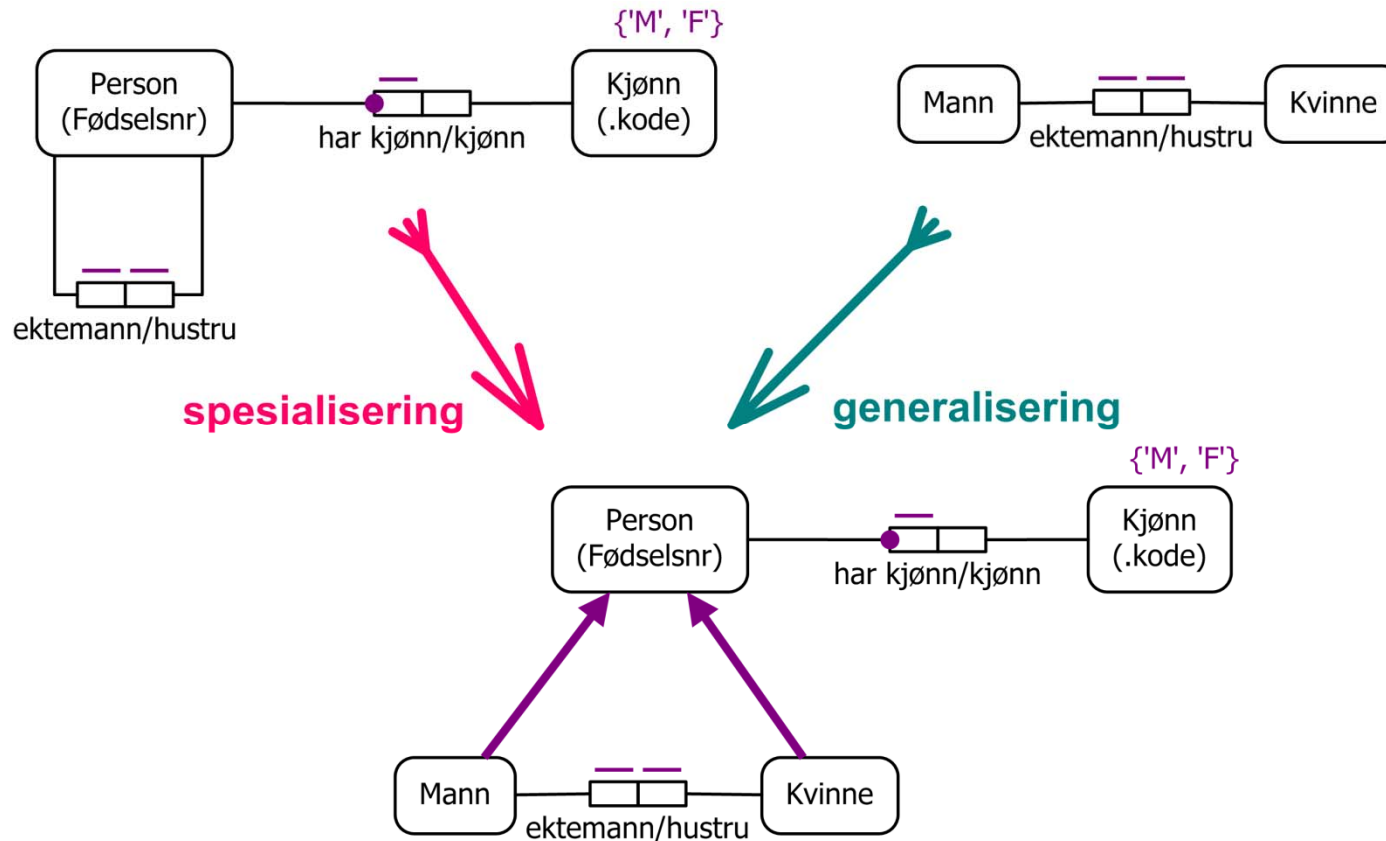 {'M', 'F'}
Person
(Fødselsnr)
har kjønn/kjønn
Kjønn
(.kode)
ektemann/hustru
Mann
ektemann/hustru
Kvinne
spesialisering
generalisering
{'M', 'F'}
Person
(Fødselsnr)
har kjønn/kjønn
Kjønn
(.kode)
Mann
ektemann/hustru
Kvinne